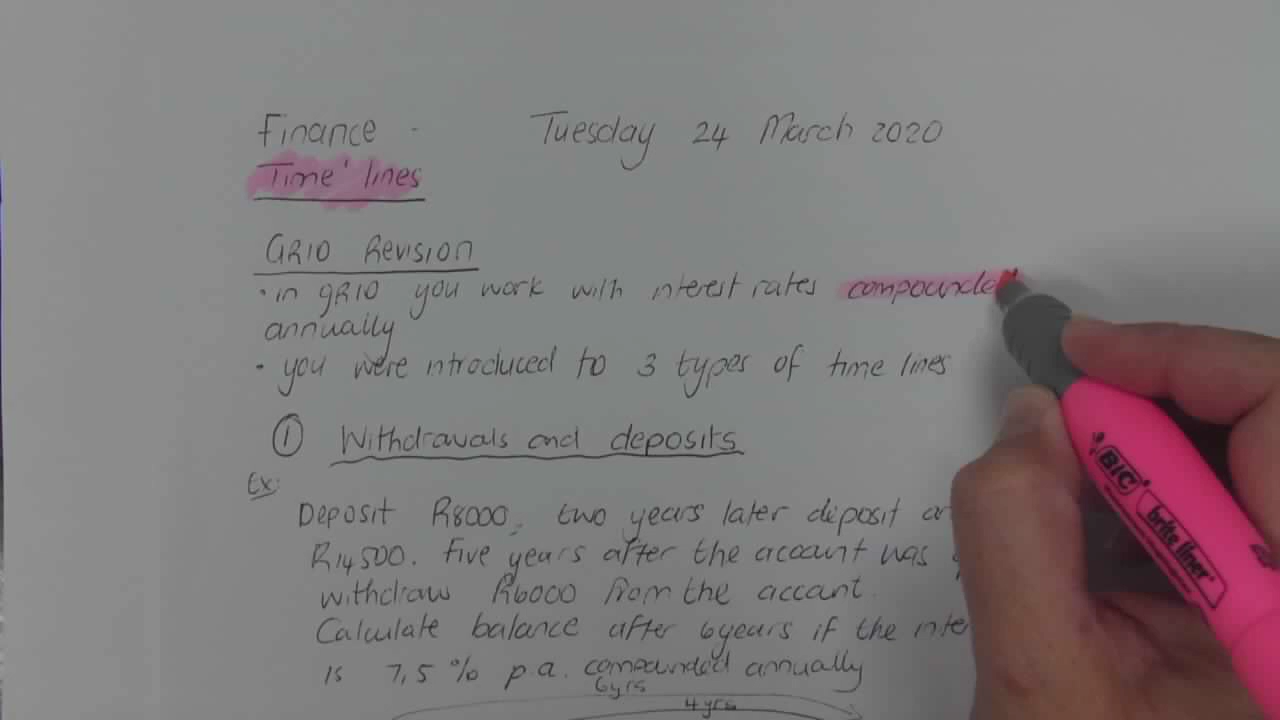 Finance - Tuesday 24 March 2020
Time lines
GR10 Revision
• in gR10 you work with interest rates compounded
annually
• you were introduced to 3 types of time lines
① Withdrawals and deposits
Ex:
Deposit R8000, two years later deposit
R14500. Five years after the account was
withdraw R6000 from the account.
Calculate balance after 6 years if the
is 7,5 % p.a. compounded annually
6yrs
4 yrs
BIC
brite liner